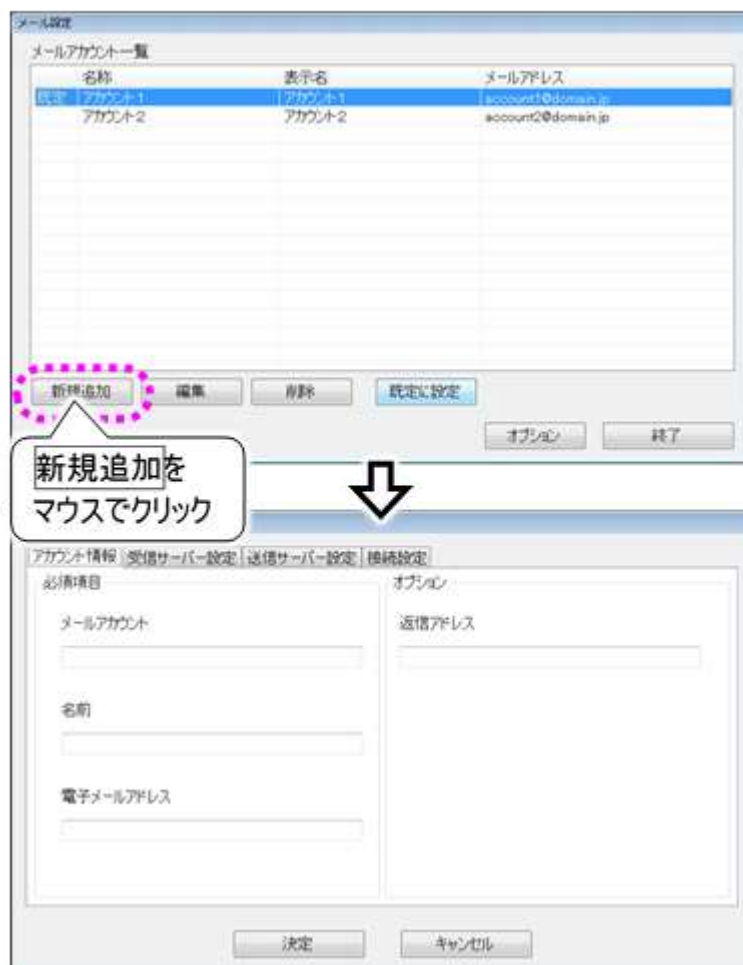 メール設定
メールアカウント一覧
名称 表示名 メールアドレス
既定 アカウント1 アカウント1 account1@domain.jp
アカウント2 アカウント2 account2@domain.jp
新規追加 編集 削除 既定に設定
オプション 終了
新規追加を
マウスでクリック
アカウント情報 受信サーバー設定 送信サーバー設定 接続設定
必須項目 オプション
メールアカウント 返信アドレス
名前
電子メールアドレス
決定 キャンセル